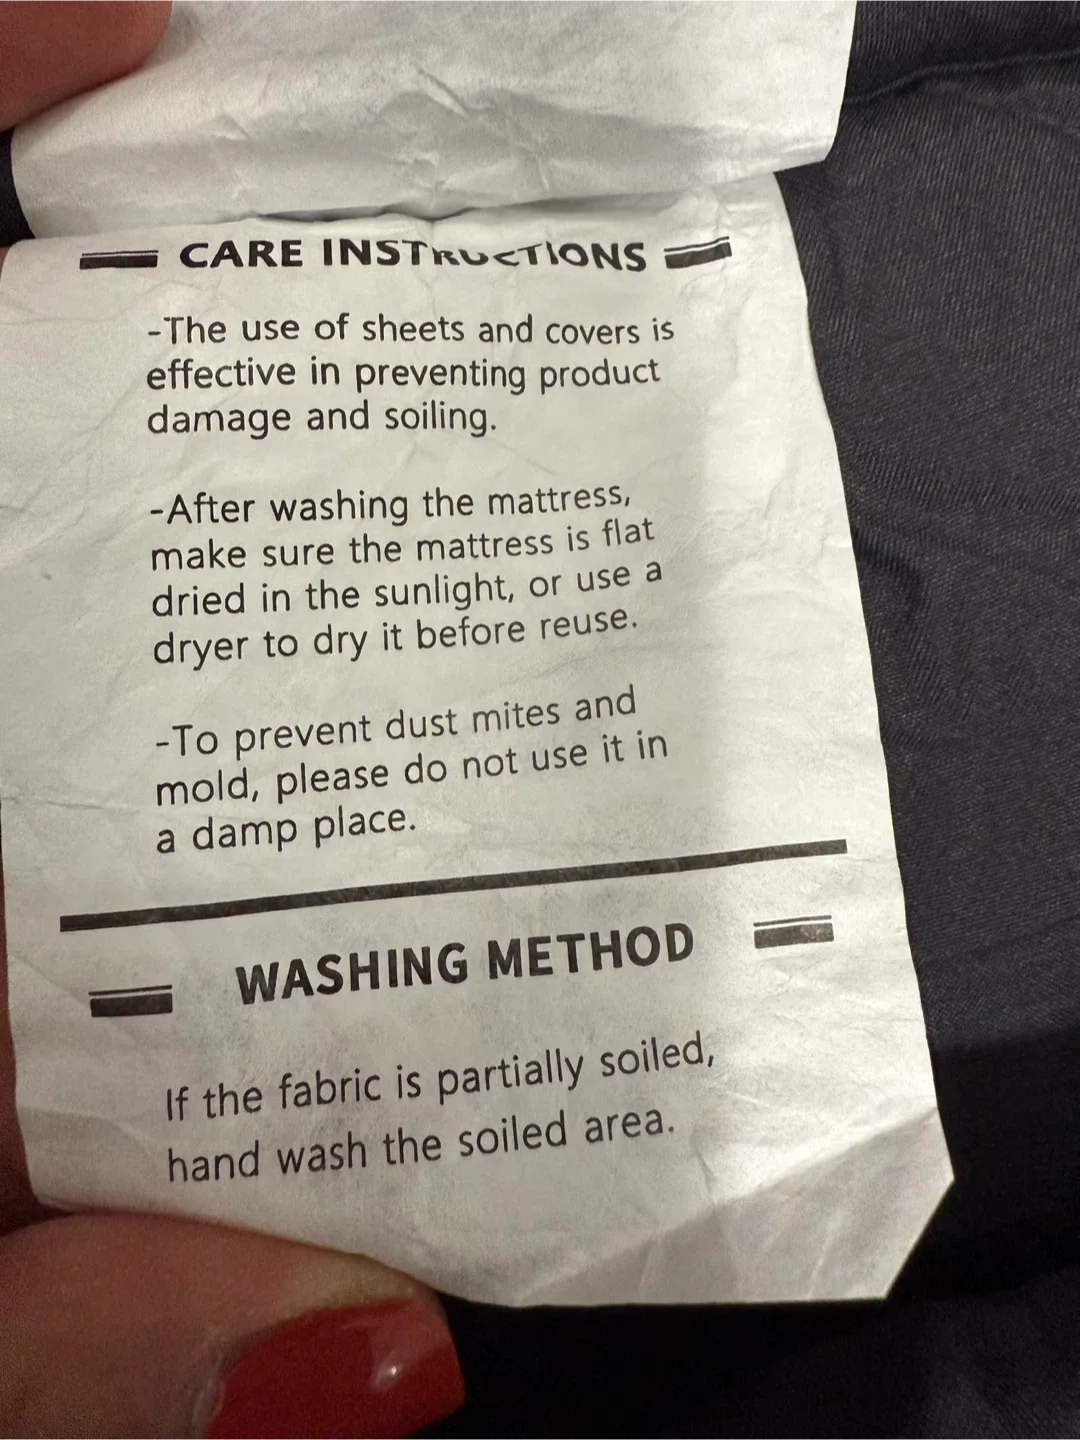 CARE INSTRUCTIONS
-The use of sheets and covers is
effective in preventing product
damage and soiling.
-After washing the mattress,
make sure the mattress is flat
dried in the sunlight, or use a
dryer to dry it before reuse.
-To prevent dust mites and
mold, please do not use it in
a damp place.
WASHING METHOD
If the fabric is partially soiled,
hand wash the soiled area.